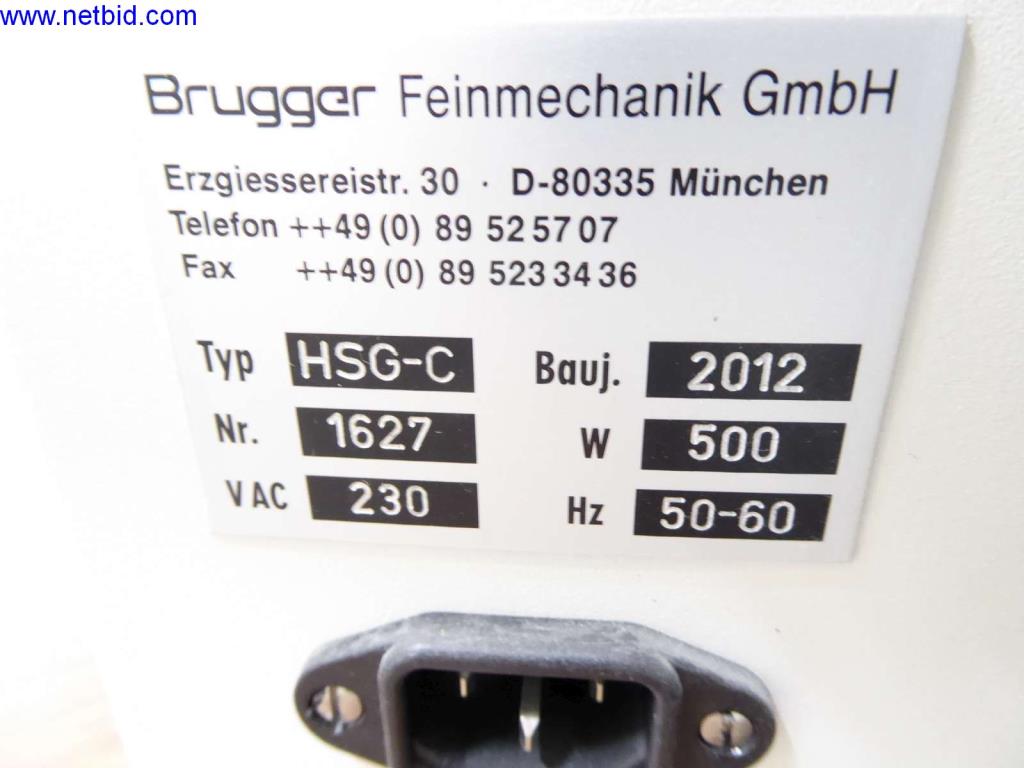 www.netbid.com
Brugger Feinmechanik GmbH
Erzgiessereistr. 30 · D-80335 München
Telefon ++49 (0) 89 52 57 07
Fax ++49 (0) 89 523 34 36
Typ HSG-C Bauj. 2012
Nr. 1627 W 500
V AC 230 Hz 50-60